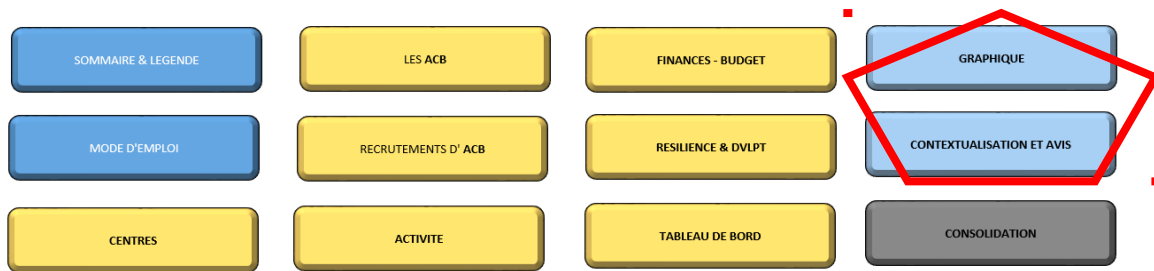 SOMMAIRE & LEGENDE
LES ACB
FINANCES - BUDGET
GRAPHIQUE
MODE D'EMPLOI
RECRUTEMENTS D' ACB
RESILIENCE & DVLPT
CONTEXTUALISATION ET AVIS
CENTRES
ACTIVITE
TABLEAU DE BORD
CONSOLIDATION